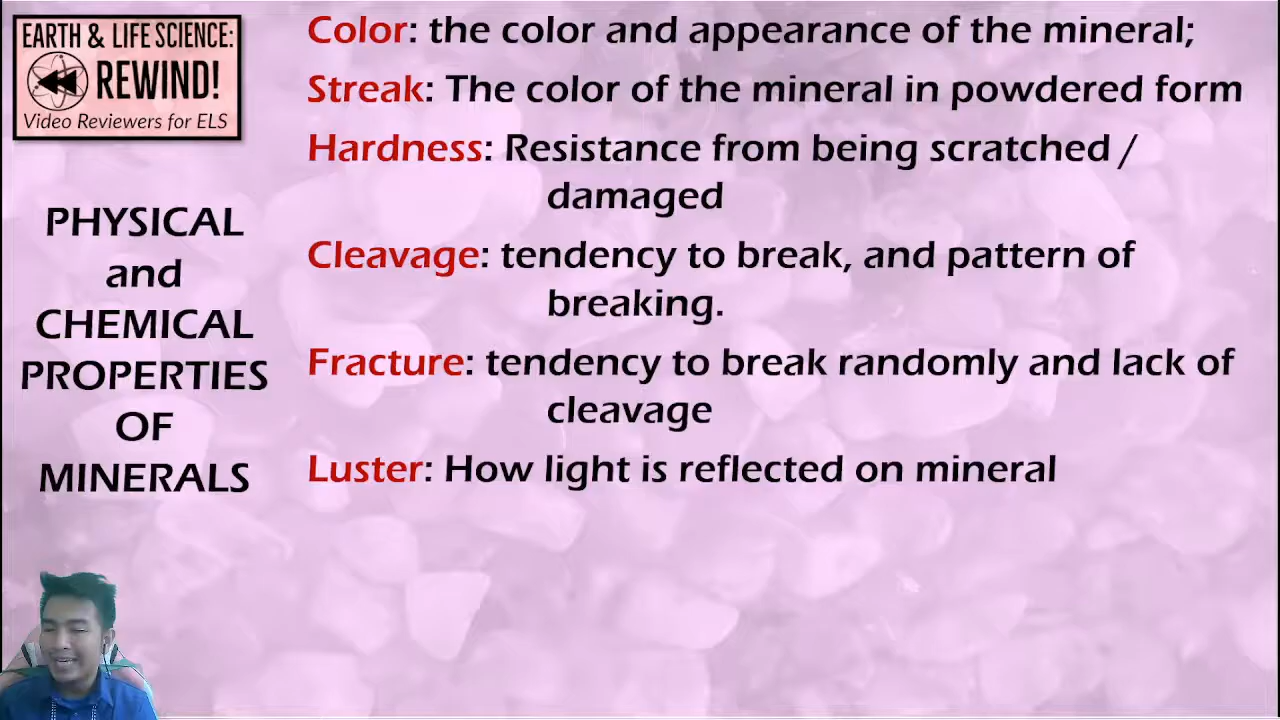 EARTH & LIFE SCIENCE:
REWIND!
Video Reviewers for ELS
PHYSICAL
and
CHEMICAL
PROPERTIES
OF
MINERALS
Color: the color and appearance of the mineral;
Streak: The color of the mineral in powdered form
Hardness: Resistance from being scratched /
damaged
Cleavage: tendency to break, and pattern of
breaking.
Fracture: tendency to break randomly and lack of
cleavage
Luster: How light is reflected on mineral